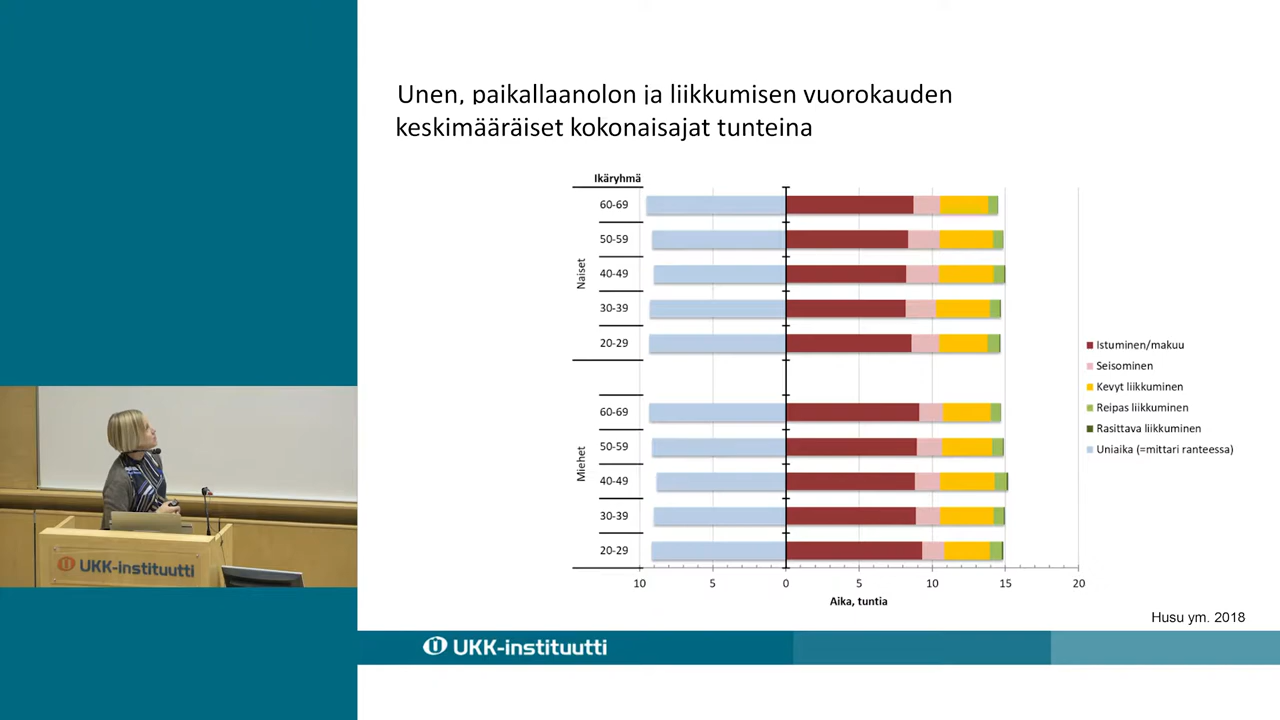 Unen, paikallaanolon ja liikkumisen vuorokauden
keskimääräiset kokonaisajat tunteina
Ikäryhmä
Naiset
60-69
50-59
40-49
30-39
20-29
Miehet
60-69
50-59
40-49
30-39
20-29
10 5 0 5 10 15 20
Aika, tuntia
Istuminen/makuu
Seisominen
Kevyt liikkuminen
Reipas liikkuminen
Rasittava liikkuminen
Uniaika (=mittari ranteessa)
Husu ym. 2018
UKK-instituutti
UKK-instituutti